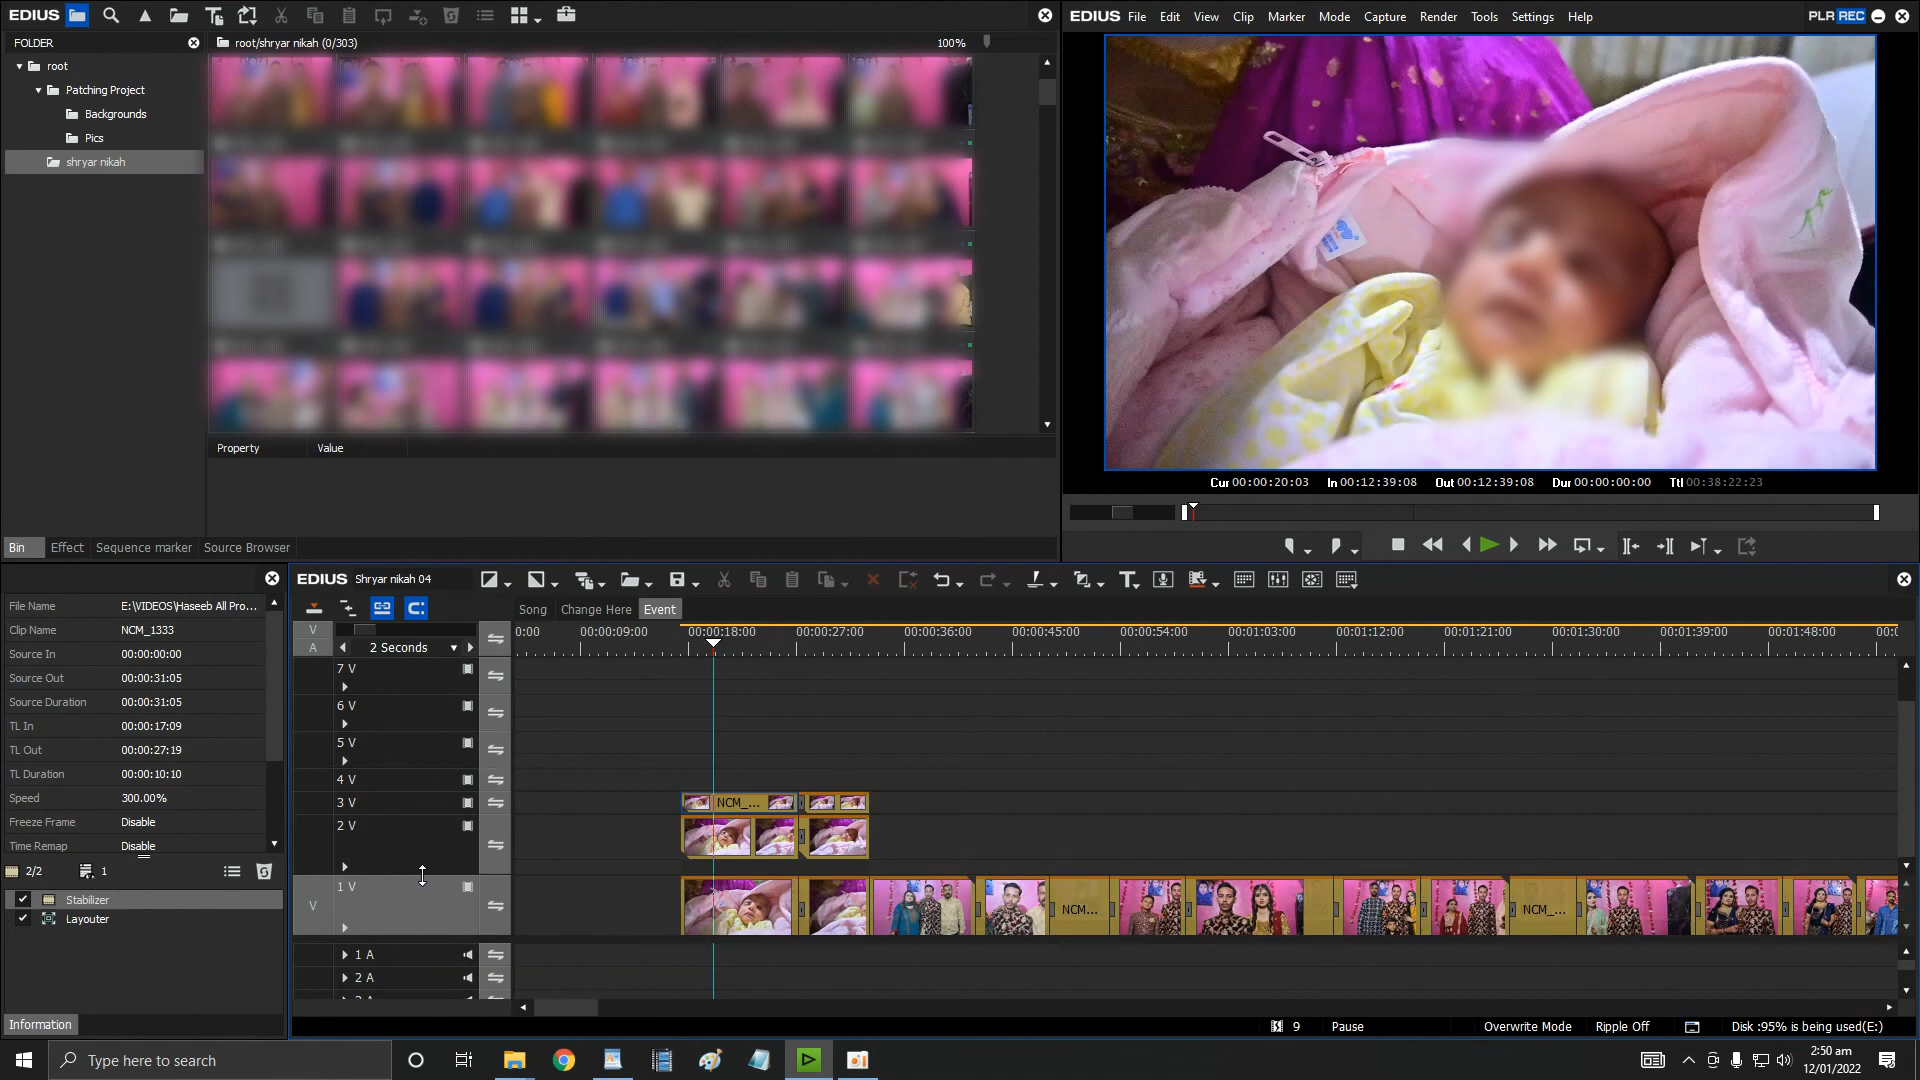 EDIUS
FOLDER
root/shryar nikah (0/303)
100%
root
Patching Project
Backgrounds
Pics
shryar nikah
Property Value
Bin Effect Sequence marker Source Browser
EDIUS File Edit View Clip Marker Mode Capture Render Tools Settings Help PLR REC
Cur 00:00:20:03 In 00:12:39:08 Out 00:12:39:08 Dur 00:00:00:00 Ttl 00:38:22:23
File Name E:\VIDEOS\Haseeb All Pro...
Clip Name NCM_1333
Source In 00:00:00:00
Source Out 00:00:31:05
Source Duration 00:00:31:05
TL In 00:00:17:09
TL Out 00:00:27:19
TL Duration 00:00:10:10
Speed 300.00%
Freeze Frame Disable
Time Remap Disable
2/2 1
Stabilizer
Layouter
Information
EDIUS Shryar nikah 04
Song Change Here Event
V
A
2 Seconds
0:00 00:00:09:00 00:00:18:00 00:00:27:00 00:00:36:00 00:00:45:00 00:00:54:00 00:01:03:00 00:01:12:00 00:01:21:00 00:01:30:00 00:01:39:00 00:01:48:00
7 V
6 V
5 V
4 V
3 V NCM_...
2 V
1 V
V
NCM... NCM_...
1 A
2 A
9 Pause Overwrite Mode Ripple Off Disk :95% is being used(E:)
Type here to search
2:50 am
12/01/2022